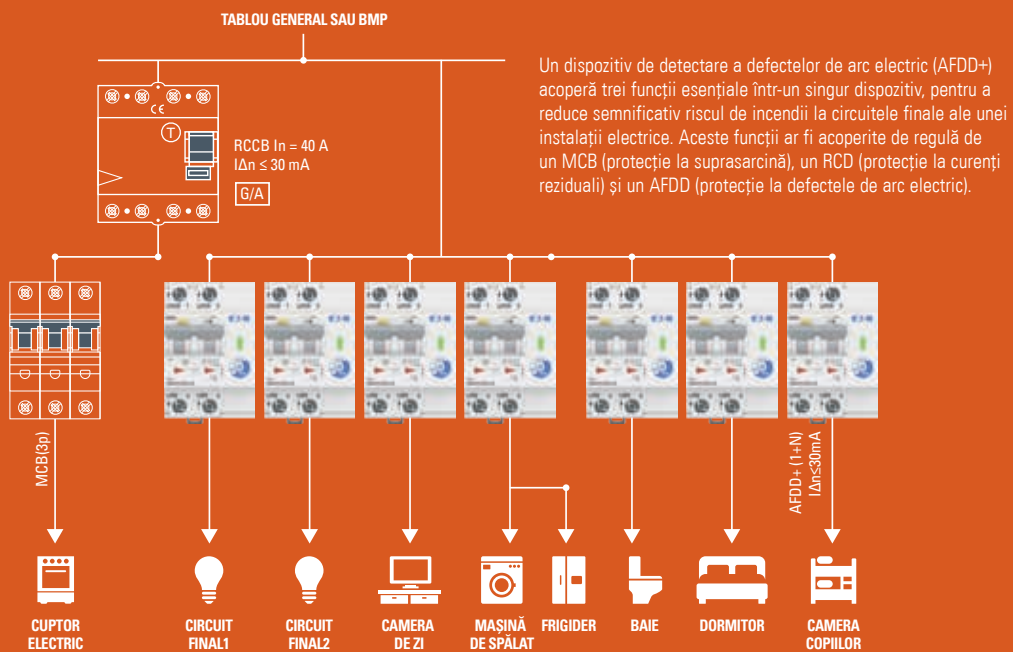 TABLOU GENERAL SAU BMP
Un dispozitiv de detectare a defectelor de arc electric (AFDD+)
acoperă trei funcții esențiale într-un singur dispozitiv, pentru a
reduce semnificativ riscul de incendii la circuitele finale ale unei
instalații electrice. Aceste funcții ar fi acoperite de regulă de
un MCB (protecție la suprasarcină), un RCD (protecție la curenți
reziduali) și un AFDD (protecție la defectele de arc electric).
CE
T
RCCB In = 40 A
I∆n ≤ 30 mA
G/A
MCB(3p)
AFDD+ (1+N)
I∆n≤30mA
CUPTOR
ELECTRIC
CIRCUIT
FINAL1
CIRCUIT
FINAL2
CAMERA
DE ZI
MAȘINĂ
DE SPĂLAT
FRIGIDER
BAIE
DORMITOR
CAMERA
COPIILOR